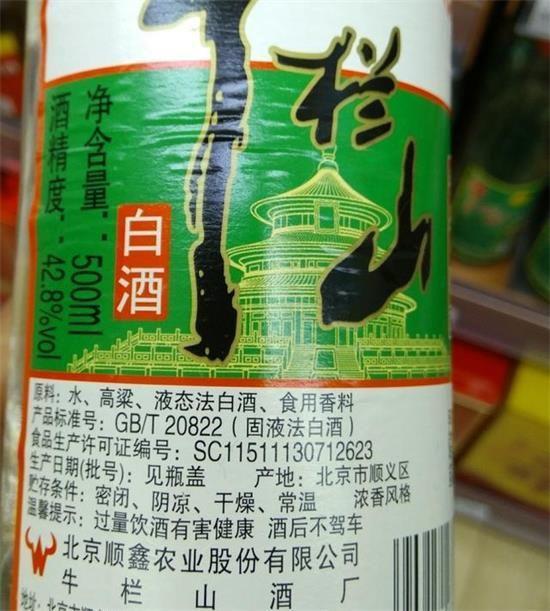 牛栏山
净含量：500ml
酒精度：42.8%vol
白酒
原料：水、高粱、液态法白酒、食用香料
产品标准号：GB/T 20822（固液法白酒）
食品生产许可证编号：SC11511130712623
生产日期(批号)：见瓶盖 产地：北京市顺义区
贮存条件：密闭、阴凉、干燥、常温 浓香风格
温馨提示：过量饮酒有害健康 酒后不驾车
北京顺鑫农业股份有限公司
牛栏山酒厂
地址：北京市